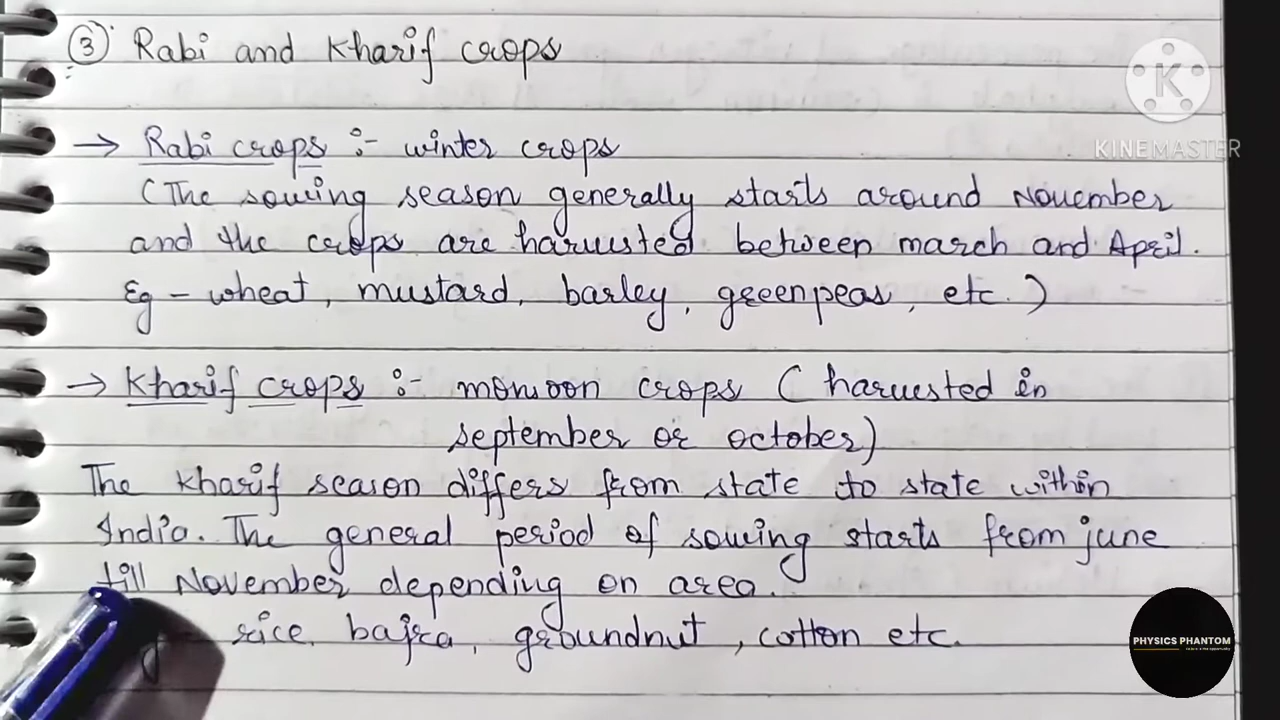 ③ Rabi and Kharif crops
K
KINEMASTER
→ Rabi crops :- winter crops
(The sowing season generally starts around November
and the crops are harvested between march and April.
Eg - wheat, mustard, barley, greenpeas, etc.)
→ Kharif crops :- monsoon crops ( harvested in
september or october)
The kharif season differs from state to state within
India. The general period of sowing starts from june
till November depending on area.
rice, bajra, groundnut, cotton etc.
PHYSICS PHANTOM